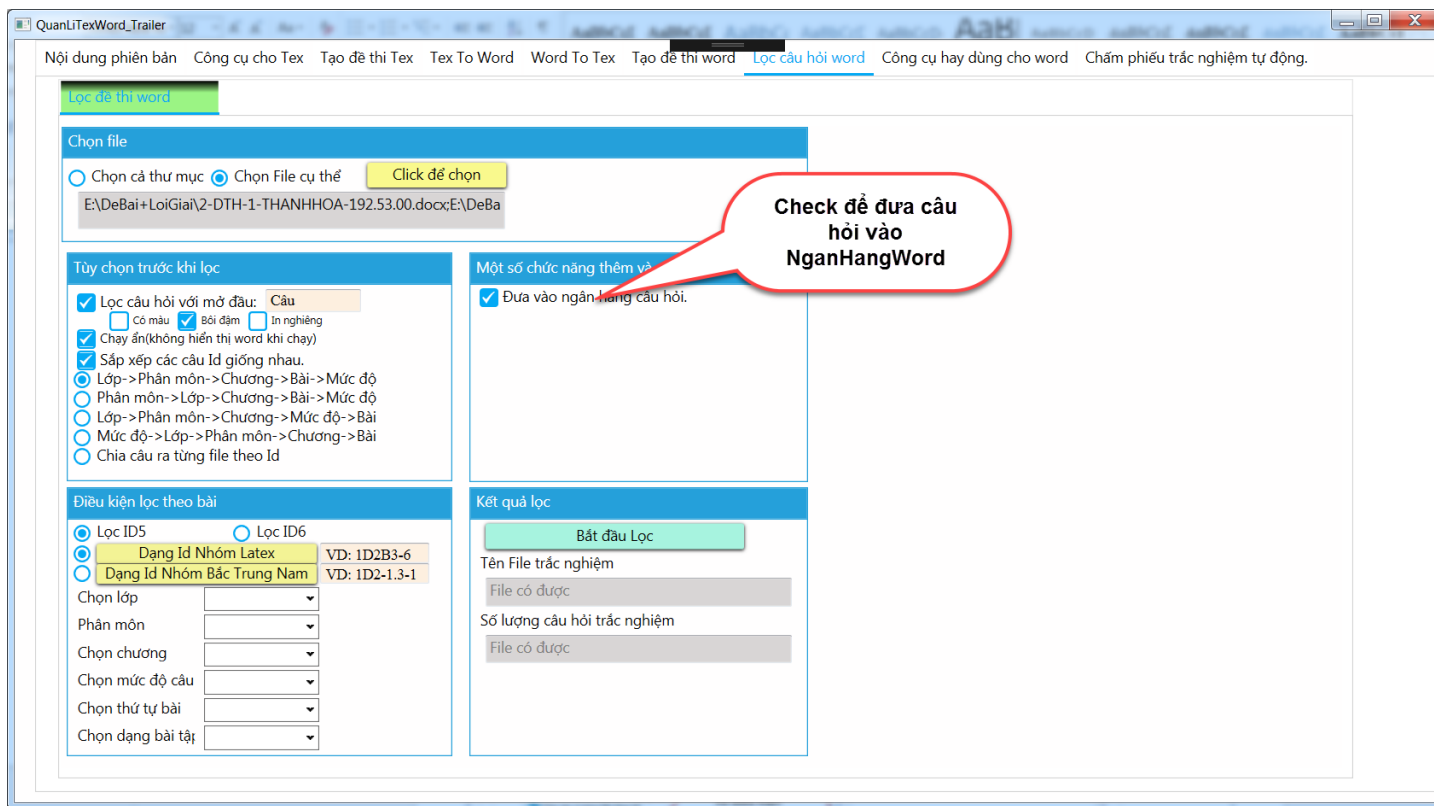 QuanLiTexWord_Trailer
Nội dung phiên bản Công cụ cho Tex Tạo đề thi Tex Tex To Word Word To Tex Tạo đề thi word Lọc câu hỏi word Công cụ hay dùng cho word Chấm phiếu trắc nghiệm tự động.
Lọc đề thi word
Chọn file
Chọn cả thư mục Chọn File cụ thể Click để chọn
E:\DeBai+LoiGiai\2-DTH-1-THANHHOA-192.53.00.docx;E:\DeBa
Check để đưa câu
hỏi vào
NganHangWord
Tùy chọn trước khi lọc
Lọc câu hỏi với mở đầu: Câu
Có màu Bôi đậm In nghiêng
Chạy ẩn(không hiển thị word khi chạy)
Sắp xếp các câu Id giống nhau.
Lớp->Phân môn->Chương->Bài->Mức độ
Phân môn->Lớp->Chương->Bài->Mức độ
Lớp->Phân môn->Chương->Mức độ->Bài
Mức độ->Lớp->Phân môn->Chương->Bài
Chia câu ra từng file theo Id
Một số chức năng thêm và
Đưa vào ngân hàng câu hỏi.
Điều kiện lọc theo bài
Lọc ID5 Lọc ID6
Dạng Id Nhóm Latex VD: 1D2B3-6
Dạng Id Nhóm Bắc Trung Nam VD: 1D2-1.3-1
Chọn lớp
Phân môn
Chọn chương
Chọn mức độ câu
Chọn thứ tự bài
Chọn dạng bài tập
Kết quả lọc
Bắt đầu Lọc
Tên File trắc nghiệm
File có được
Số lượng câu hỏi trắc nghiệm
File có được